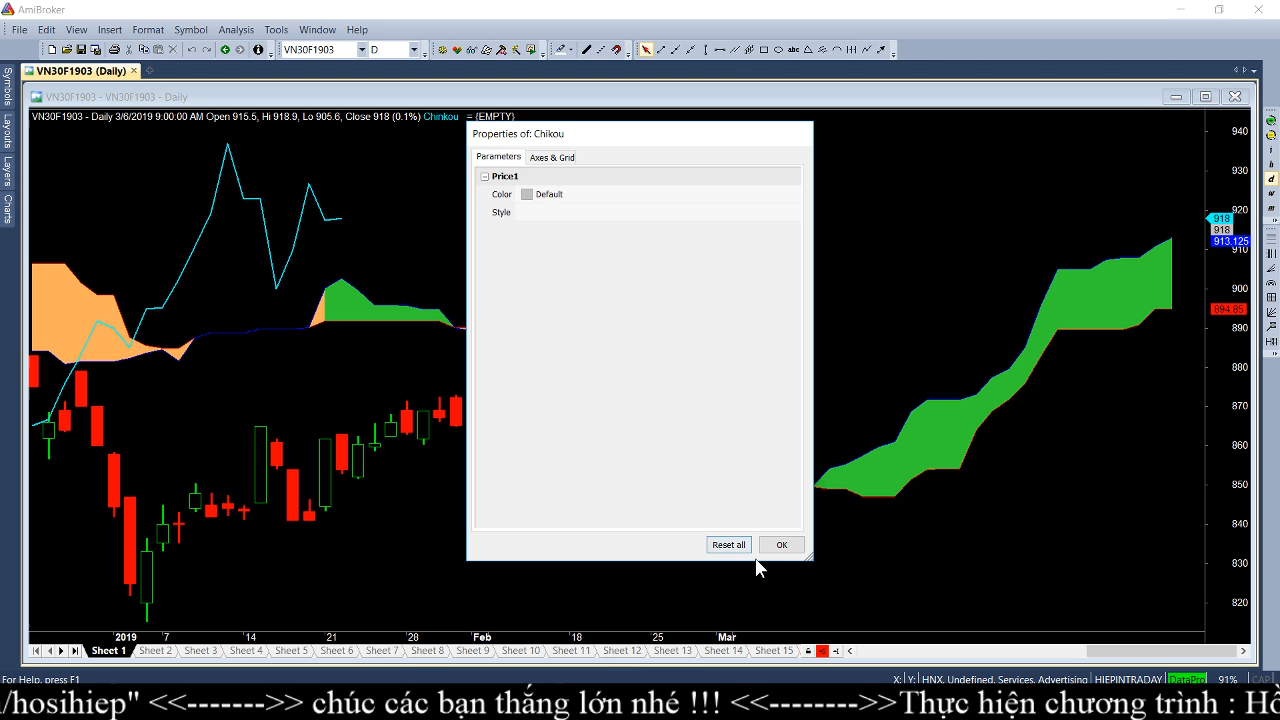 AmiBroker
File Edit View Insert Format Symbol Analysis Tools Window Help
VN30F1903 D
VN30F1903 (Daily)
VN30F1903 - VN30F1903 - Daily
VN30F1903 - Daily 3/6/2019 9:00:00 AM Open 915.5, Hi 918.9, Lo 905.6, Close 918 (0.1%) Chinkou = {EMPTY}
Symbols
Layouts
Layers
Charts
Properties of: Chikou
Parameters Axes & Grid
Price1
Color Default
Style
Reset all OK
940
930
920
918
918
913.125
910
900
894.85
890
880
870
860
850
840
830
820
2019 7 14 21 28 Feb 18 25 Mar
Sheet 1 Sheet 2 Sheet 3 Sheet 4 Sheet 5 Sheet 6 Sheet 7 Sheet 8 Sheet 9 Sheet 10 Sheet 11 Sheet 12 Sheet 13 Sheet 14 Sheet 15
For Help, press F1 X: Y: HNX, Undefined, Services, Advertising HIEPINTRADAY DataPro 91% CAP
/hosihiep" <<------->> chúc các bạn thắng lớn nhé !!! <<-------->>Thực hiện chương trình : Hồ